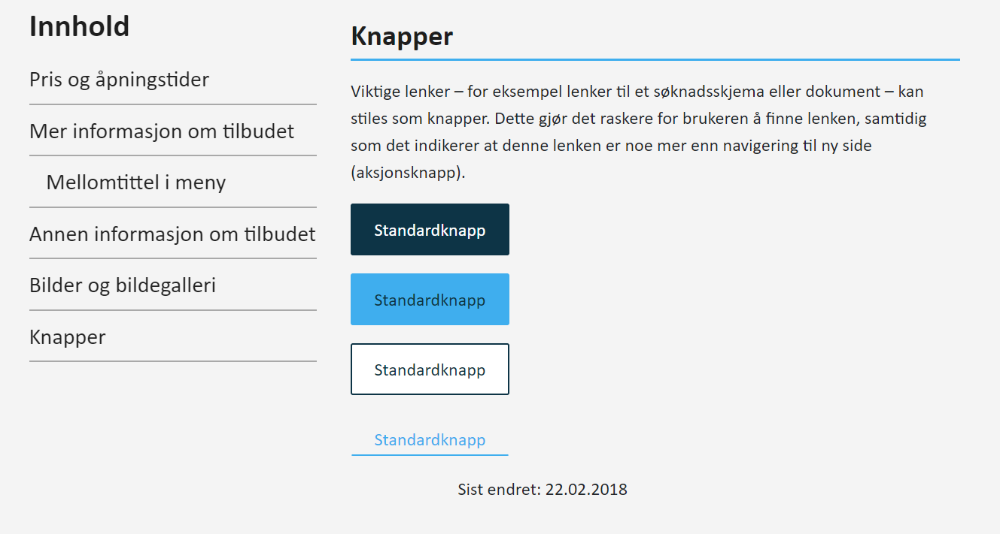 Innhold
Pris og åpningstider
Mer informasjon om tilbudet
Mellomtittel i meny
Annen informasjon om tilbudet
Bilder og bildegalleri
Knapper
Knapper
Viktige lenker – for eksempel lenker til et søknadsskjema eller dokument – kan
stiles som knapper. Dette gjør det raskere for brukeren å finne lenken, samtidig
som det indikerer at denne lenken er noe mer enn navigering til ny side
(aksjonsknapp).
Standardknapp
Standardknapp
Standardknapp
Standardknapp
Sist endret: 22.02.2018